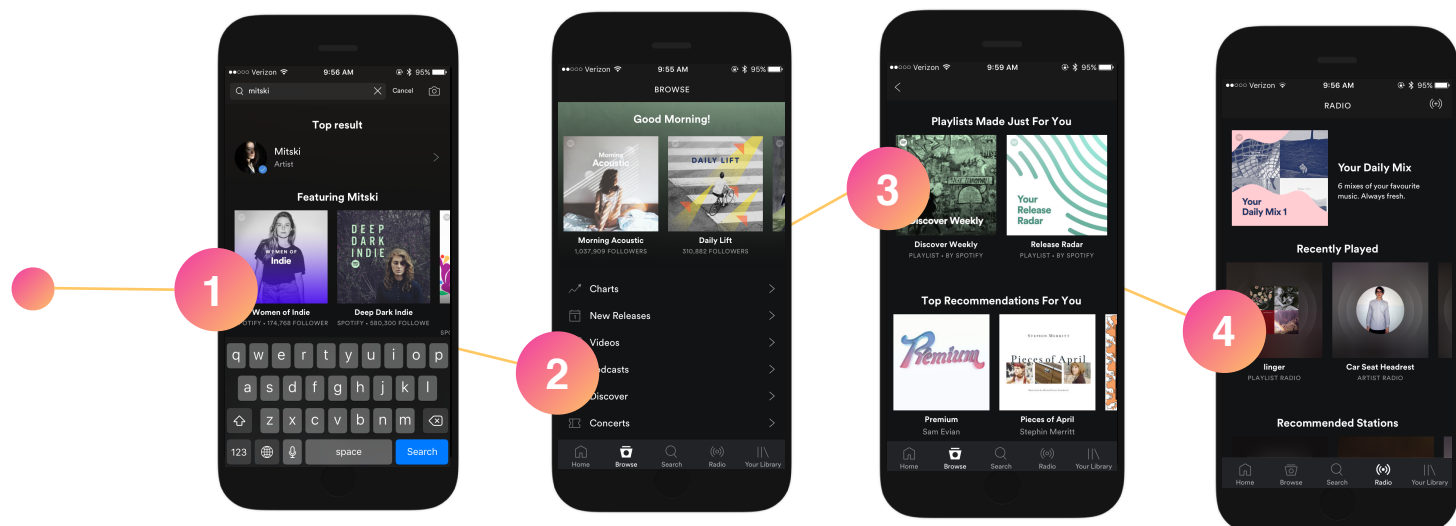 ●●○○○ Verizon 9:56 AM 95%
mitski Cancel
Top result
Mitski
Artist
Featuring Mitski
WOMEN OF
Indie
DEEP
DARK
INDIE
Women of Indie
SPOTIFY • 174,768 FOLLOWER
Deep Dark Indie
SPOTIFY • 580,300 FOLLOWE
q w e r t y u i o p
a s d f g h j k l
z x c v b n m
123 space Search
1
●●○○○ Verizon 9:55 AM 95%
BROWSE
Good Morning!
Morning
Acoustic
DAILY LIFT
Morning Acoustic
1,037,909 FOLLOWERS
Daily Lift
310,882 FOLLOWERS
Charts
New Releases
Videos
Podcasts
Discover
Concerts
Home Browse Search Radio Your Library
2
●●○○○ Verizon 9:59 AM 95%
Playlists Made Just For You
Discover Weekly
Your
Release
Radar
Discover Weekly
PLAYLIST • BY SPOTIFY
Release Radar
PLAYLIST • BY SPOTIFY
Top Recommendations For You
Premium
STEPHIN MERRITT
Pieces of April
Premium
Sam Evian
Pieces of April
Stephin Merritt
Home Browse Search Radio Your Library
3
●●○○○ Verizon 9:56 AM 95%
RADIO
Your
Daily Mix 1
Your Daily Mix
6 mixes of your favourite
music. Always fresh.
Recently Played
linger
PLAYLIST RADIO
Car Seat Headrest
ARTIST RADIO
Recommended Stations
Home Browse Search Radio Your Library
4